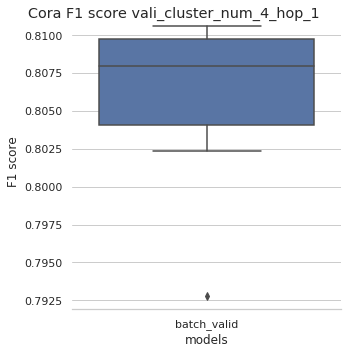 Cora F1 score vali_cluster_num_4_hop_1
0.8100
0.8075
0.8050
0.8025
0.8000
0.7975
0.7950
0.7925
F1 score
batch_valid
models